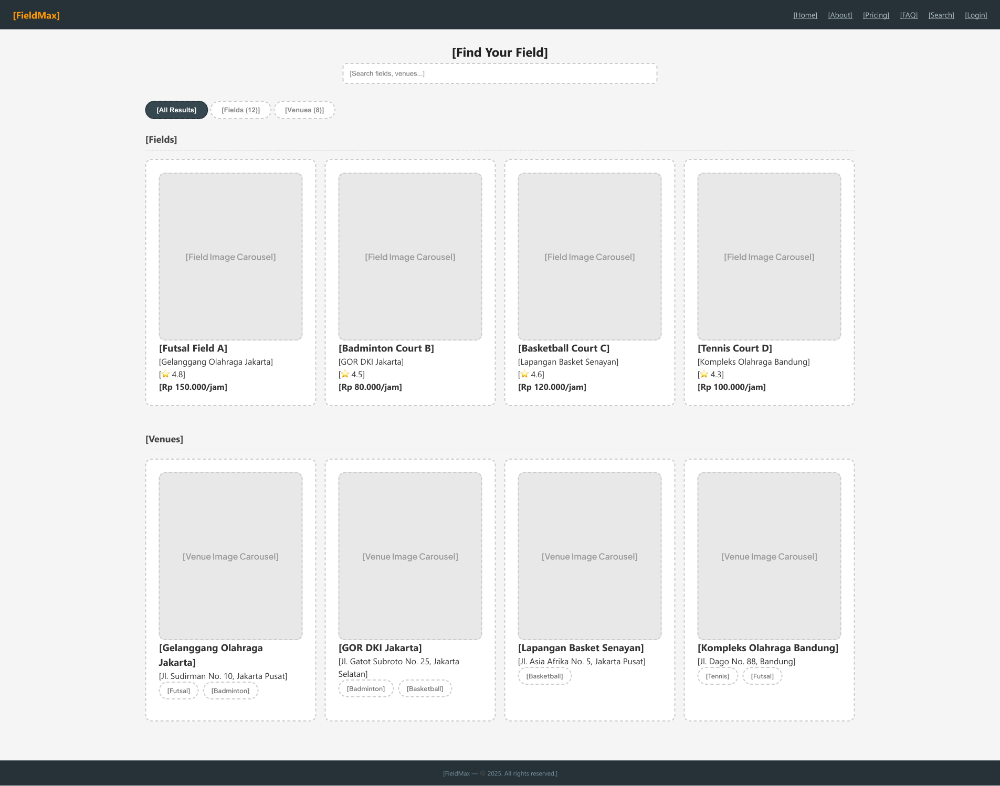 [FieldMax]
[Home] [About] [Pricing] [FAQ] [Search] [Login]
[Find Your Field]
[Search fields, venues...]
[All Results] [Fields (12)] [Venues (8)]
[Fields]
[Field Image Carousel]
[Futsal Field A]
[Gelanggang Olahraga Jakarta]
[⭐ 4.8]
[Rp 150.000/jam]
[Field Image Carousel]
[Badminton Court B]
[GOR DKI Jakarta]
[⭐ 4.5]
[Rp 80.000/jam]
[Field Image Carousel]
[Basketball Court C]
[Lapangan Basket Senayan]
[⭐ 4.6]
[Rp 120.000/jam]
[Field Image Carousel]
[Tennis Court D]
[Kompleks Olahraga Bandung]
[⭐ 4.3]
[Rp 100.000/jam]
[Venues]
[Venue Image Carousel]
[Gelanggang Olahraga
Jakarta]
[Jl. Sudirman No. 10, Jakarta Pusat]
[Futsal] [Badminton]
[Venue Image Carousel]
[GOR DKI Jakarta]
[Jl. Gatot Subroto No. 25, Jakarta
Selatan]
[Badminton] [Basketball]
[Venue Image Carousel]
[Lapangan Basket Senayan]
[Jl. Asia Afrika No. 5, Jakarta Pusat]
[Basketball]
[Venue Image Carousel]
[Kompleks Olahraga Bandung]
[Jl. Dago No. 88, Bandung]
[Tennis] [Futsal]
[FieldMax — © 2025. All rights reserved.]